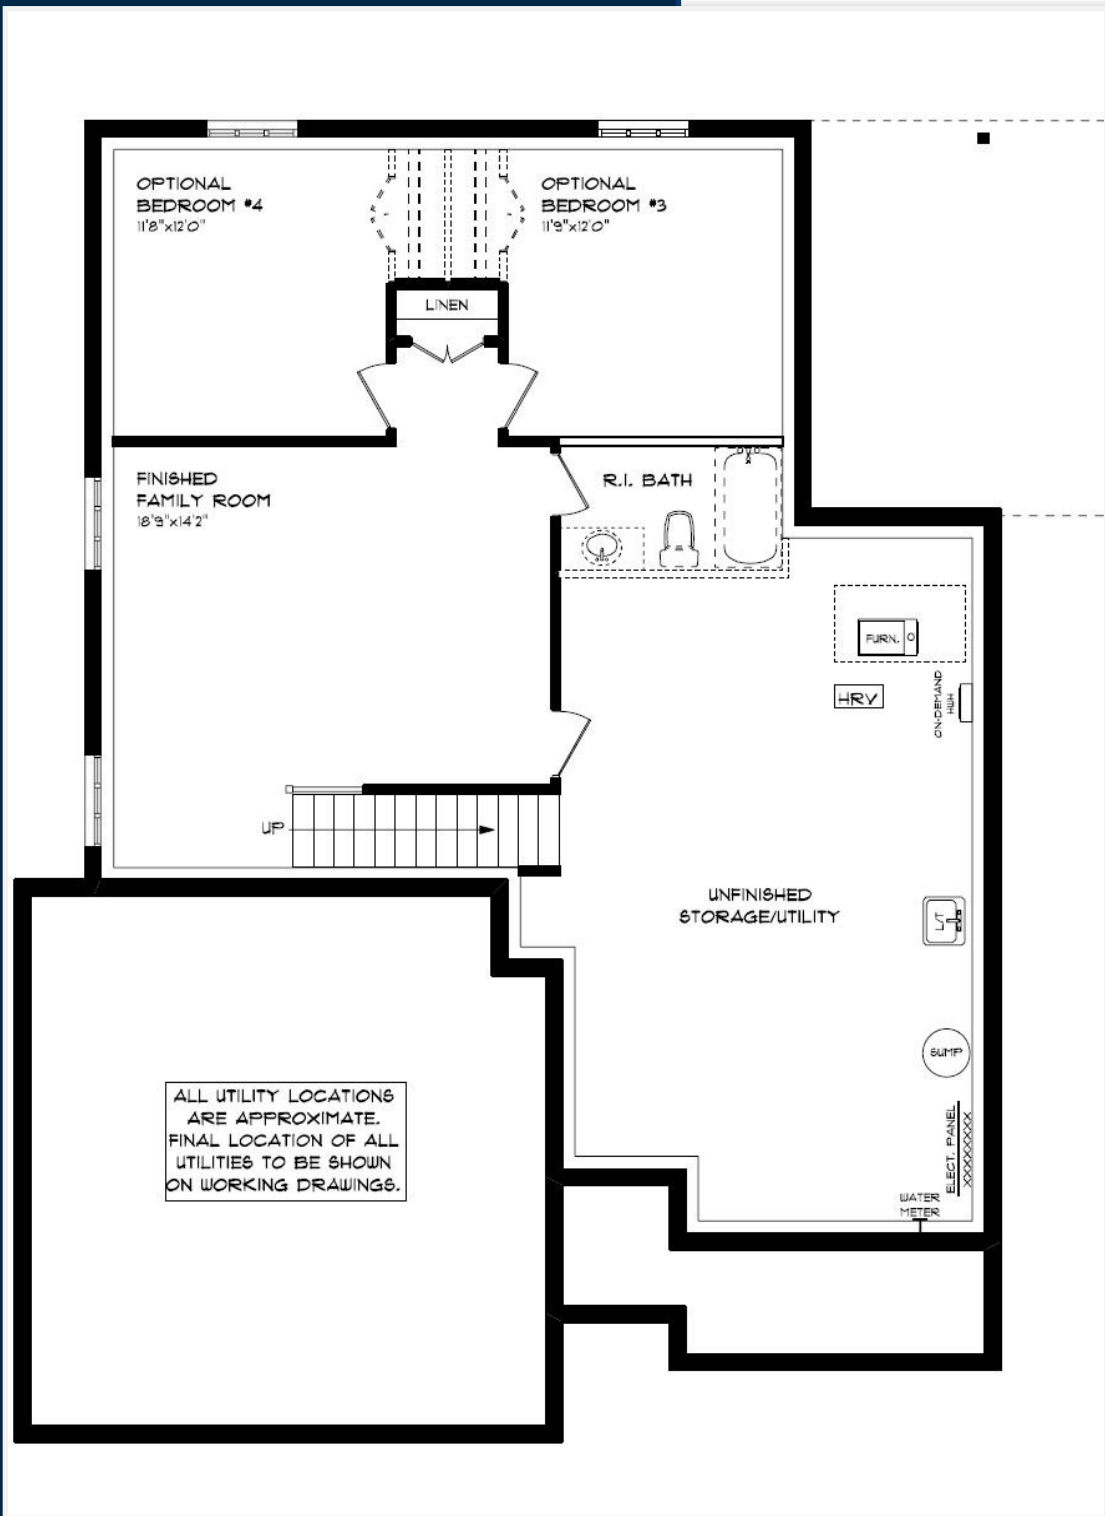 OPTIONAL
BEDROOM #4
11'8"x12'0"
OPTIONAL
BEDROOM #3
11'9"x12'0"
LINEN
FINISHED
FAMILY ROOM
18'9"x14'2"
R.I. BATH
FURN.
HRV
ON-DEMAND
HWH
UP
UNFINISHED
STORAGE/UTILITY
L/T
SUMP
ALL UTILITY LOCATIONS
ARE APPROXIMATE.
FINAL LOCATION OF ALL
UTILITIES TO BE SHOWN
ON WORKING DRAWINGS.
ELECT. PANEL
XXXXXXXX
WATER
METER